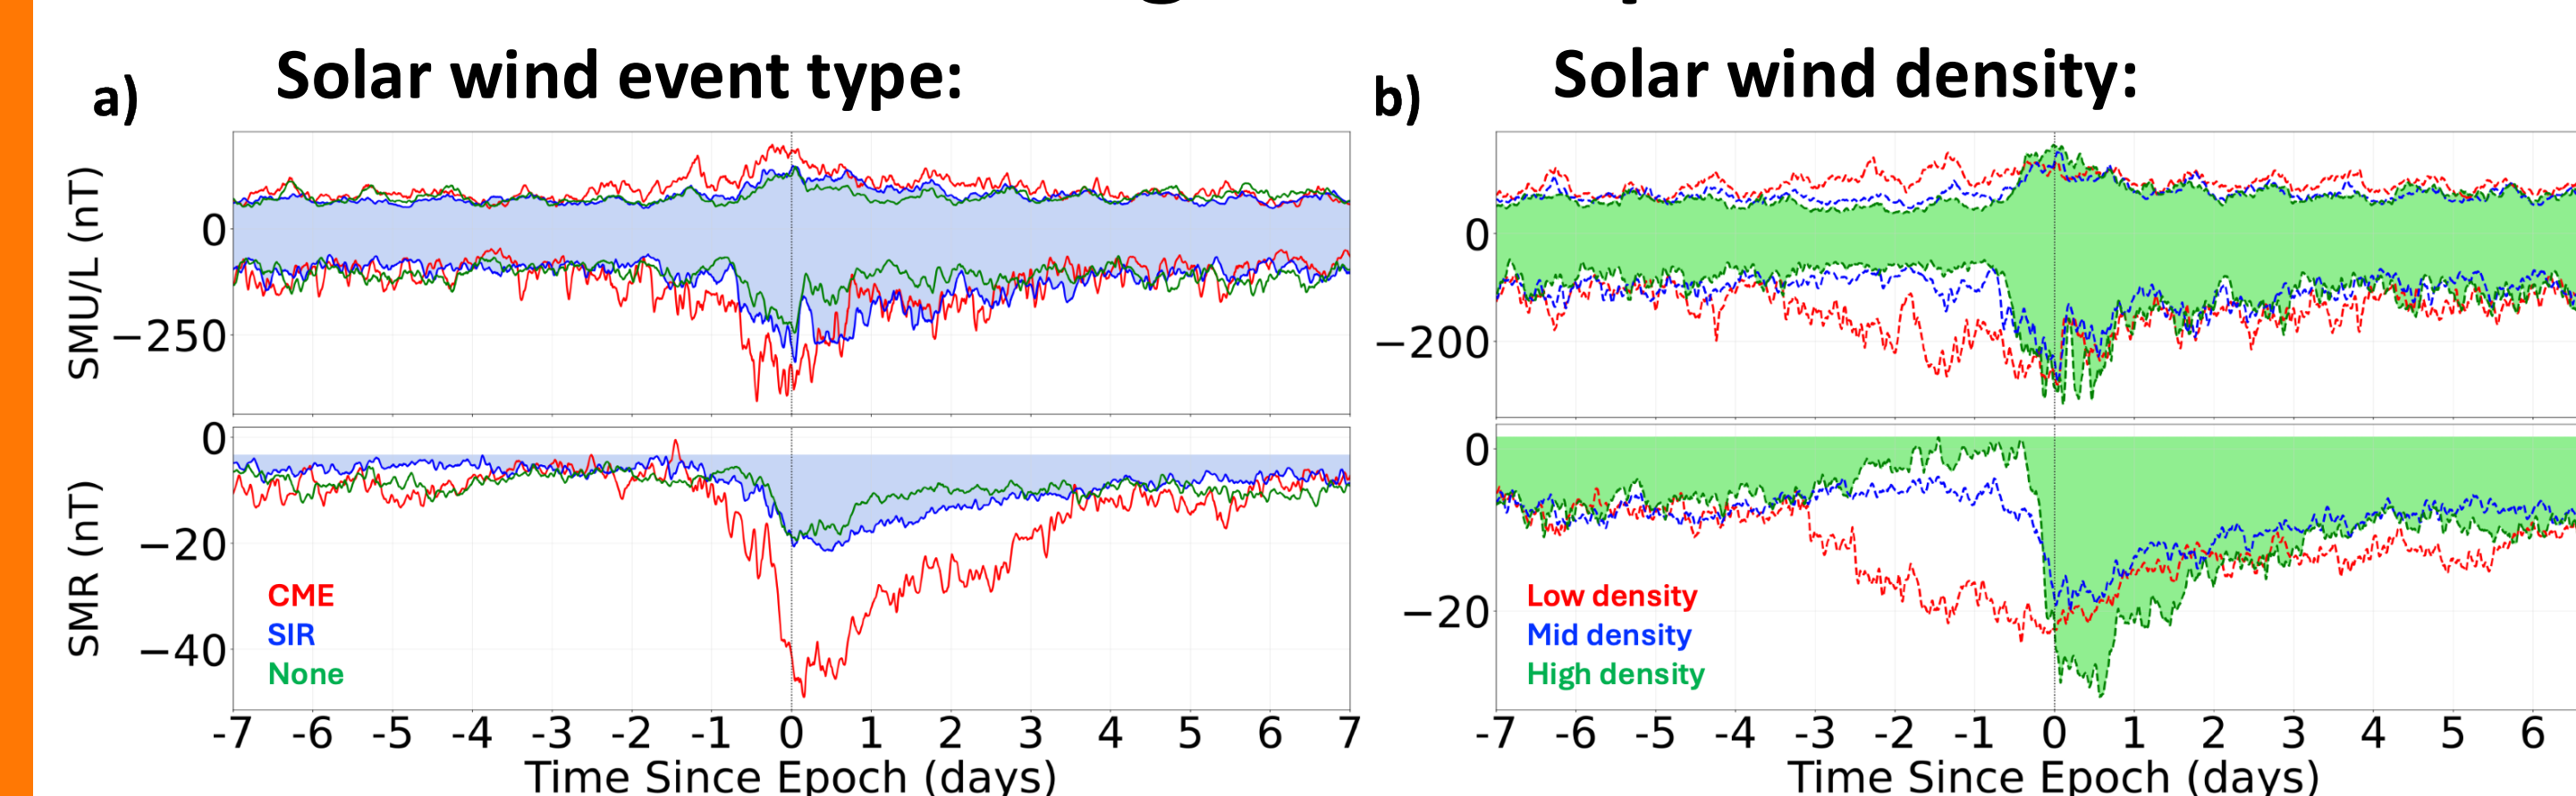 a)
Solar wind event type:
SMU/L (nT)
0
−250
SMR (nT)
0
−20
−40
CME
SIR
None
-7 -6 -5 -4 -3 -2 -1 0 1 2 3 4 5 6 7
Time Since Epoch (days)
b)
Solar wind density:
0
−200
0
−20
Low density
Mid density
High density
-7 -6 -5 -4 -3 -2 -1 0 1 2 3 4 5 6
Time Since Epoch (days)